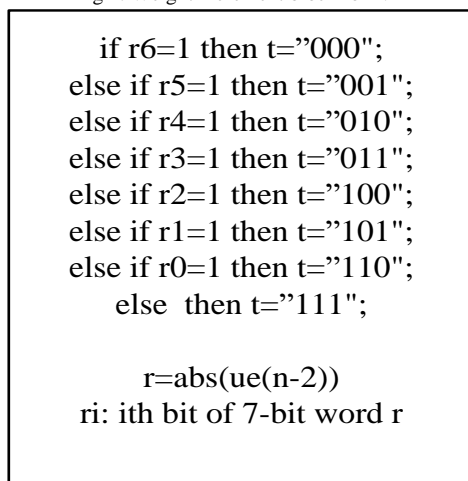 if r6=1 then t=”000";
else if r5=1 then t=”001";
else if r4=1 then t=”010";
else if r3=1 then t=”011";
else if r2=1 then t=”100";
else if r1=1 then t=”101";
else if r0=1 then t=”110";
else then t=”111";
r=abs(ue(n-2))
ri: ith bit of 7-bit word r